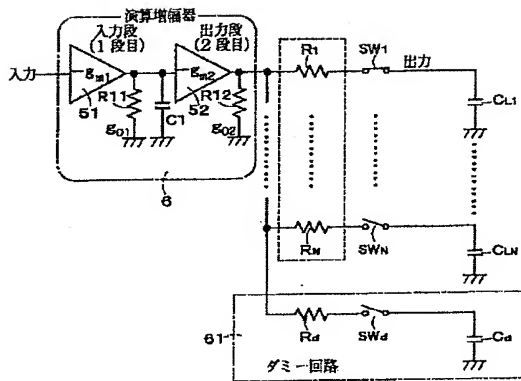 演算増幅器
入力段
(1段目)
出力段
(2段目)
入力
gm1
gm2
51
R11
C1
52
R12
go1
go2
6
R1
SW1
出力
CL1
RN
SWN
CLN
61
Rd
SWd
Cd
ダミー回路